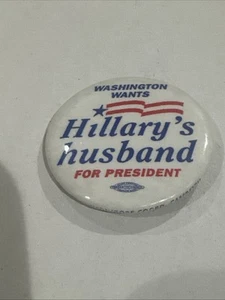 WASHINGTON
WANTS
Hillary's
husband
FOR PRESIDENT